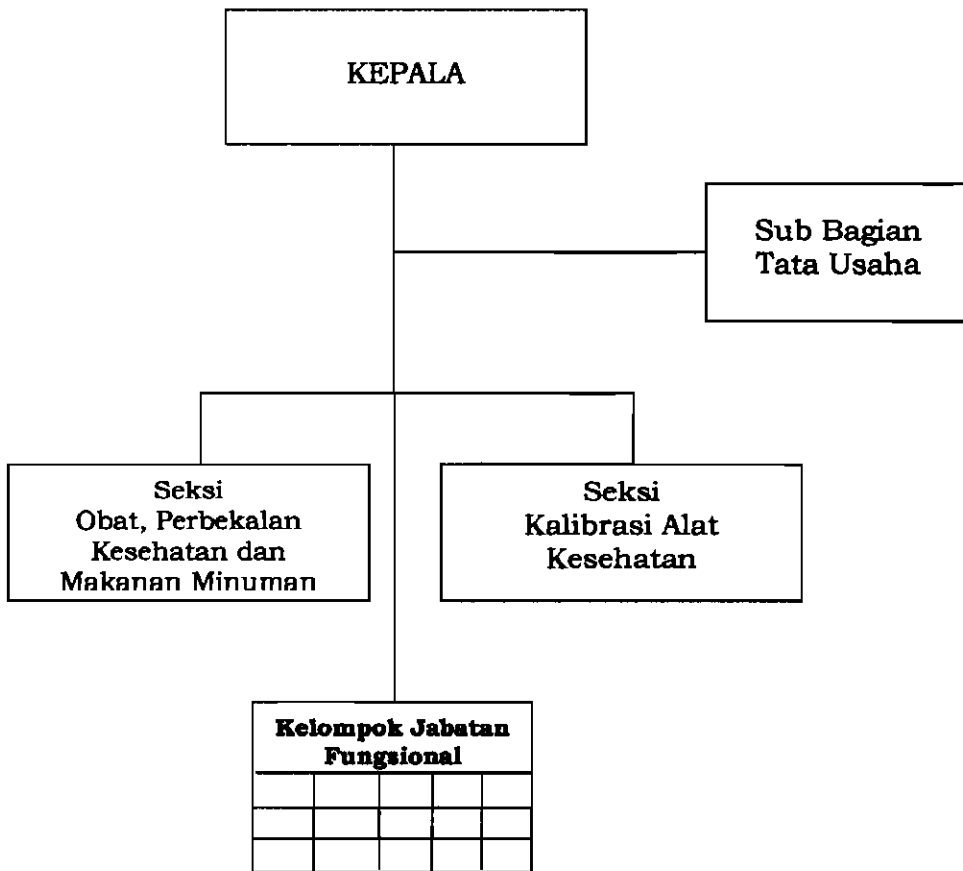 KEPALA
Sub Bagian
Tata Usaha
Seksi
Obat, Perbekalan
Kesehatan dan
Makanan Minuman
Seksi
Kalibrasi Alat
Kesehatan
Kelompok Jabatan
Fungsional